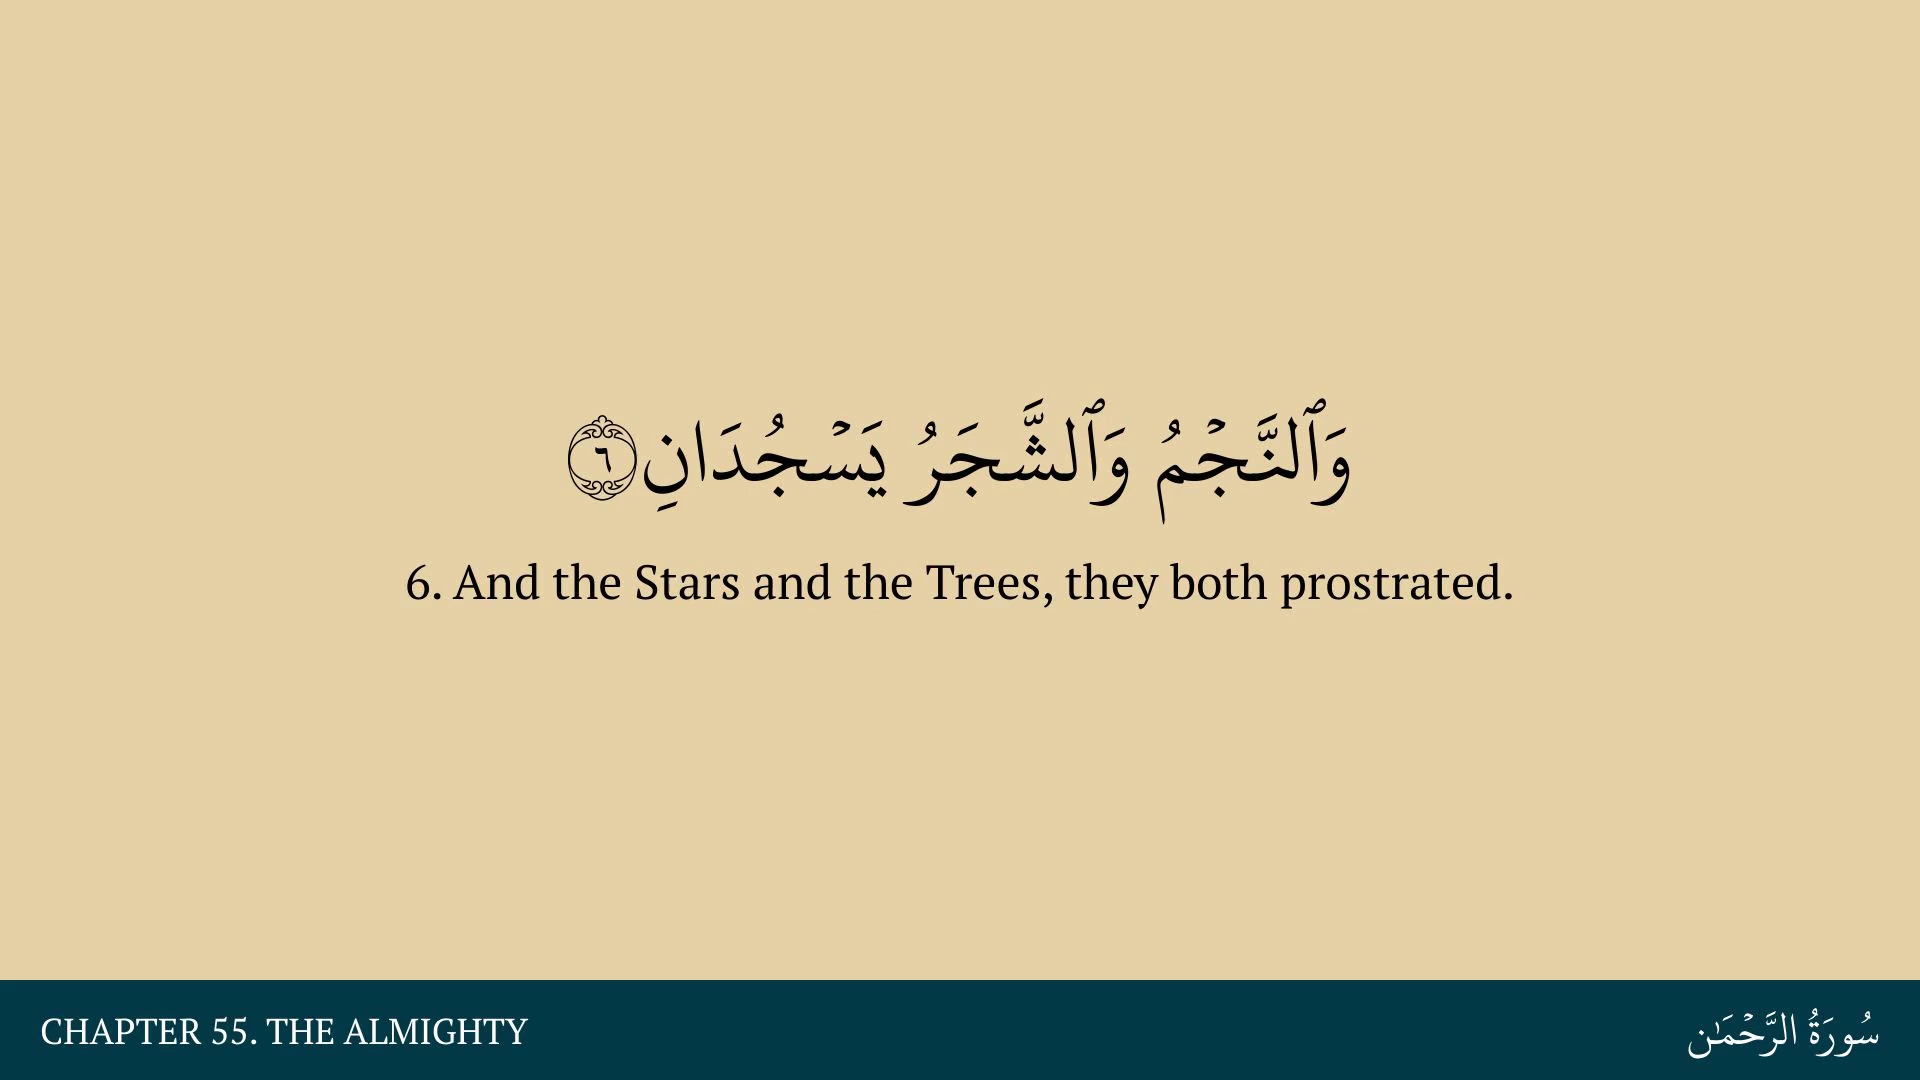 وَٱلنَّجۡمُ وَٱلشَّجَرُ يَسۡجُدَانِ ٦
6. And the Stars and the Trees, they both prostrated.
CHAPTER 55. THE ALMIGHTY
سُورَةُ الرَّحۡمَـٰن